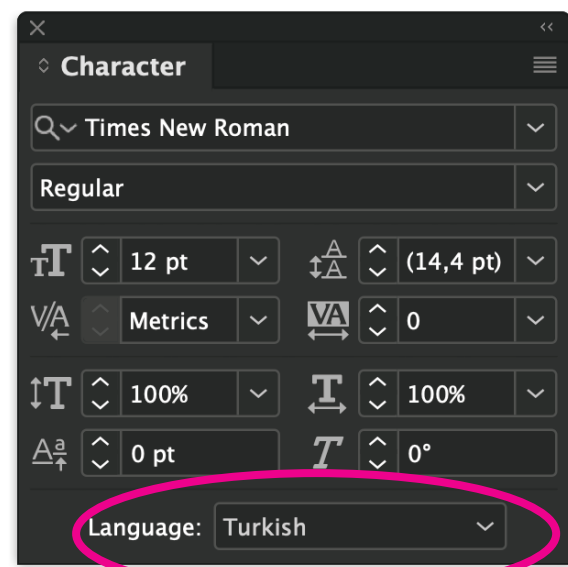 Character
Times New Roman
Regular
12 pt
(14,4 pt)
Metrics
0
100%
100%
0 pt
0°
Language: Turkish